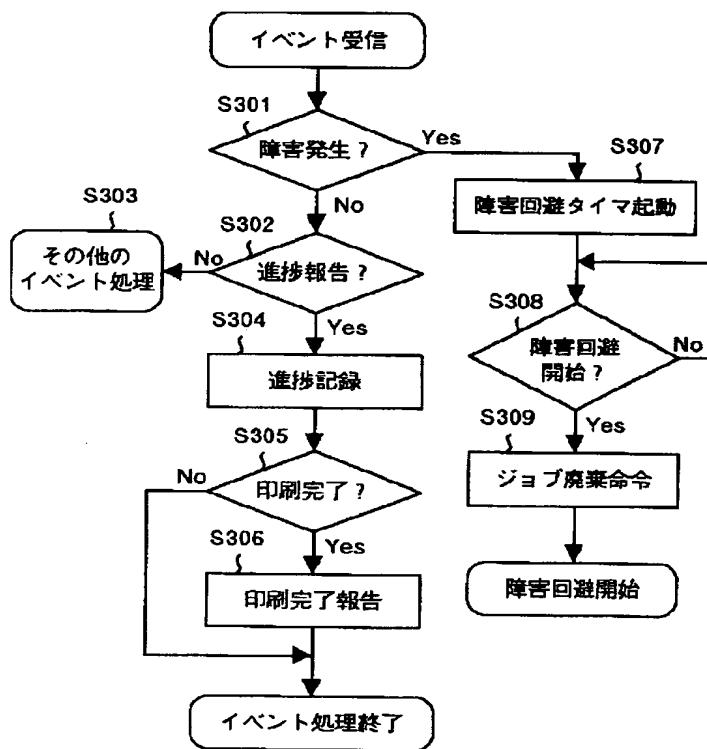 イベント受信
S301
障害発生？
Yes
S307
障害回避タイマ起動
No
S303
その他の
イベント処理
S302
No
進捗報告？
Yes
S308
障害回避
開始？
No
S304
進捗記録
Yes
S309
ジョブ廃棄命令
S305
No
印刷完了？
Yes
S306
印刷完了報告
障害回避開始
イベント処理終了